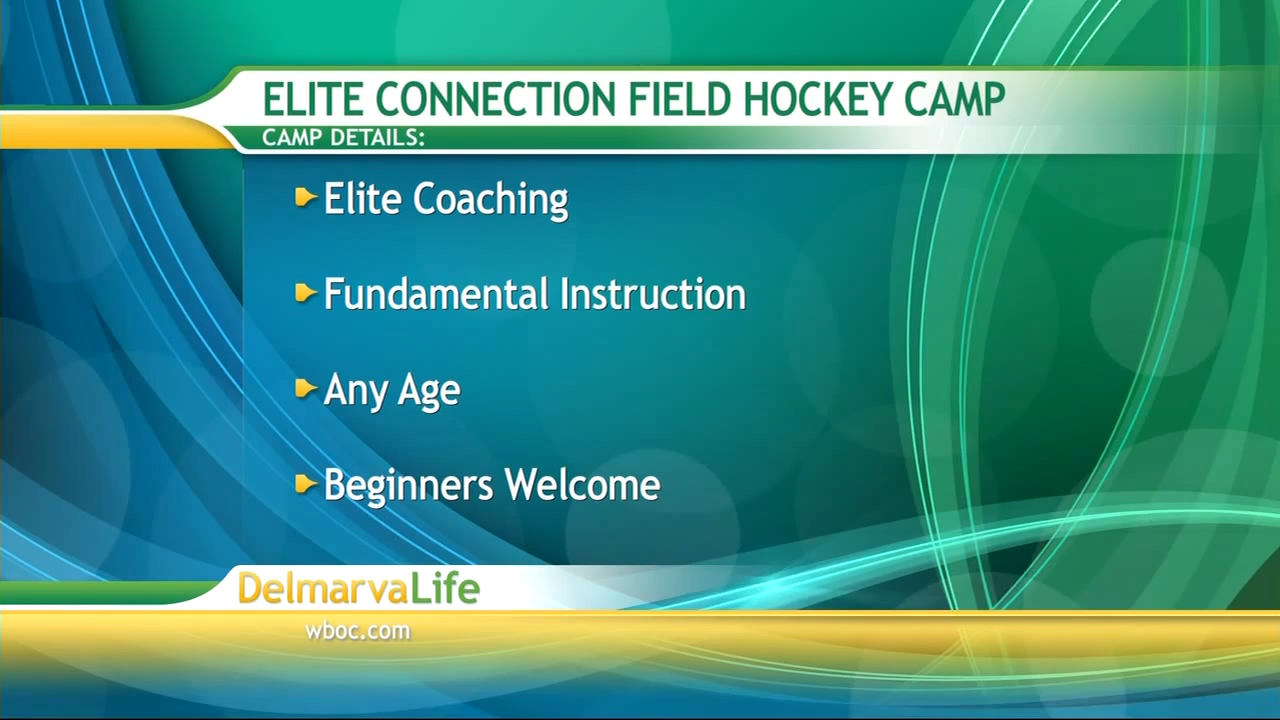 ELITE CONNECTION FIELD HOCKEY CAMP
CAMP DETAILS:
Elite Coaching
Fundamental Instruction
Any Age
Beginners Welcome
DelmarvaLife
wboc.com